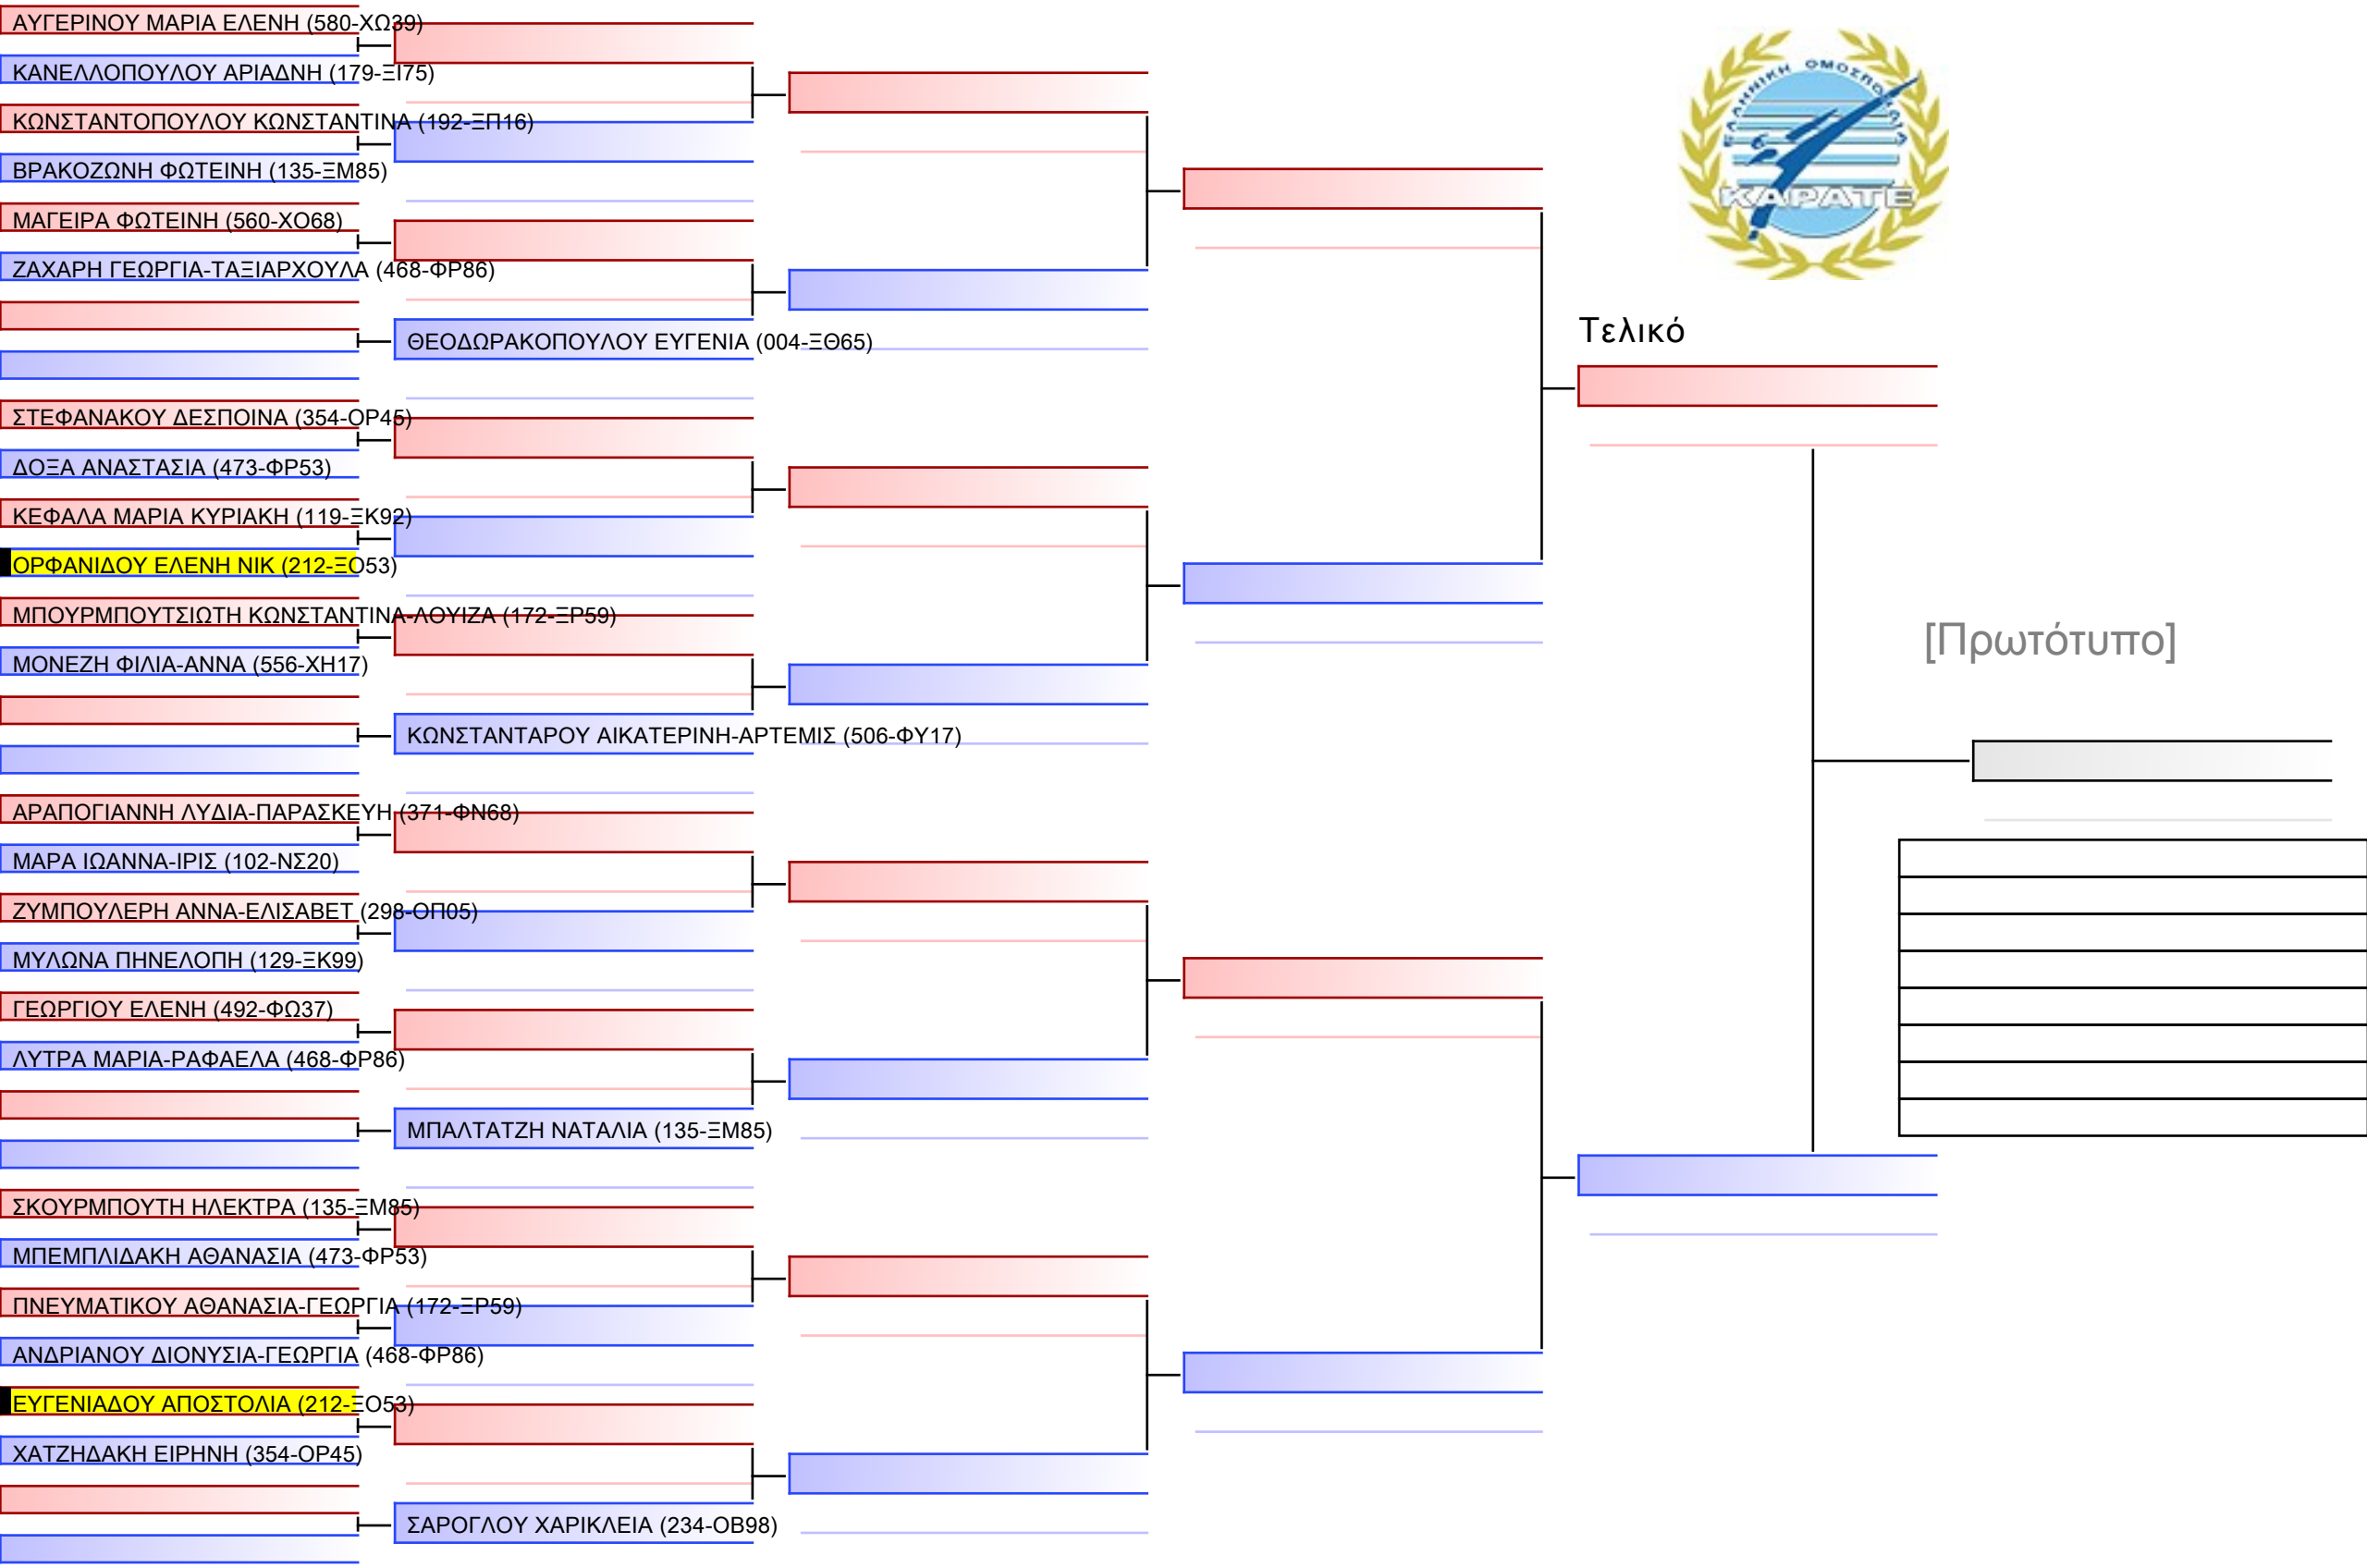 ΑΥΓΕΡΙΝΟΥ ΜΑΡΙΑ ΕΛΕΝΗ (580-ΧΩ39)
ΚΑΝΕΛΛΟΠΟΥΛΟΥ ΑΡΙΑΔΝΗ (179-ΞΙ75)
ΚΩΝΣΤΑΝΤΟΠΟΥΛΟΥ ΚΩΝΣΤΑΝΤΙΝΑ (192-ΞΠ16)
ΒΡΑΚΟΖΩΝΗ ΦΩΤΕΙΝΗ (135-ΞΜ85)
ΜΑΓΕΙΡΑ ΦΩΤΕΙΝΗ (560-ΧΟ68)
ΖΑΧΑΡΗ ΓΕΩΡΓΙΑ-ΤΑΞΙΑΡΧΟΥΛΑ (468-ΦΡ86)
ΘΕΟΔΩΡΑΚΟΠΟΥΛΟΥ ΕΥΓΕΝΙΑ (004-ΞΘ65)
ΣΤΕΦΑΝΑΚΟΥ ΔΕΣΠΟΙΝΑ (354-ΟΡ45)
ΔΟΞΑ ΑΝΑΣΤΑΣΙΑ (473-ΦΡ53)
ΚΕΦΑΛΑ ΜΑΡΙΑ ΚΥΡΙΑΚΗ (119-ΞΚ92)
ΟΡΦΑΝΙΔΟΥ ΕΛΕΝΗ ΝΙΚ (212-ΞΟ53)
ΜΠΟΥΡΜΠΟΥΤΣΙΩΤΗ ΚΩΝΣΤΑΝΤΙΝΑ-ΛΟΥΙΖΑ (172-ΞΡ59)
ΜΟΝΕΖΗ ΦΙΛΙΑ-ΑΝΝΑ (556-ΧΗ17)
ΚΩΝΣΤΑΝΤΑΡΟΥ ΑΙΚΑΤΕΡΙΝΗ-ΑΡΤΕΜΙΣ (506-ΦΥ17)
ΑΡΑΠΟΓΙΑΝΝΗ ΛΥΔΙΑ-ΠΑΡΑΣΚΕΥΗ (371-ΦΝ68)
ΜΑΡΑ ΙΩΑΝΝΑ-ΙΡΙΣ (102-ΝΣ20)
ΖΥΜΠΟΥΛΕΡΗ ΑΝΝΑ-ΕΛΙΣΑΒΕΤ (298-ΟΠ05)
ΜΥΛΩΝΑ ΠΗΝΕΛΟΠΗ (129-ΞΚ99)
ΓΕΩΡΓΙΟΥ ΕΛΕΝΗ (492-ΦΩ37)
ΛΥΤΡΑ ΜΑΡΙΑ-ΡΑΦΑΕΛΑ (468-ΦΡ86)
ΜΠΑΛΤΑΤΖΗ ΝΑΤΑΛΙΑ (135-ΞΜ85)
ΣΚΟΥΡΜΠΟΥΤΗ ΗΛΕΚΤΡΑ (135-ΞΜ85)
ΜΠΕΜΠΛΙΔΑΚΗ ΑΘΑΝΑΣΙΑ (473-ΦΡ53)
ΠΝΕΥΜΑΤΙΚΟΥ ΑΘΑΝΑΣΙΑ-ΓΕΩΡΓΙΑ (172-ΞΡ59)
ΑΝΔΡΙΑΝΟΥ ΔΙΟΝΥΣΙΑ-ΓΕΩΡΓΙΑ (468-ΦΡ86)
ΕΥΓΕΝΙΑΔΟΥ ΑΠΟΣΤΟΛΙΑ (212-ΞΟ53)
ΧΑΤΖΗΔΑΚΗ ΕΙΡΗΝΗ (354-ΟΡ45)
ΣΑΡΟΓΛΟΥ ΧΑΡΙΚΛΕΙΑ (234-ΟΒ98)
ΕΛΛΗΝΙΚΗ ΟΜΟΣΠΟΝΔΙΑ
ΚΑΡΑΤΕ
Τελικό
[Πρωτότυπο]